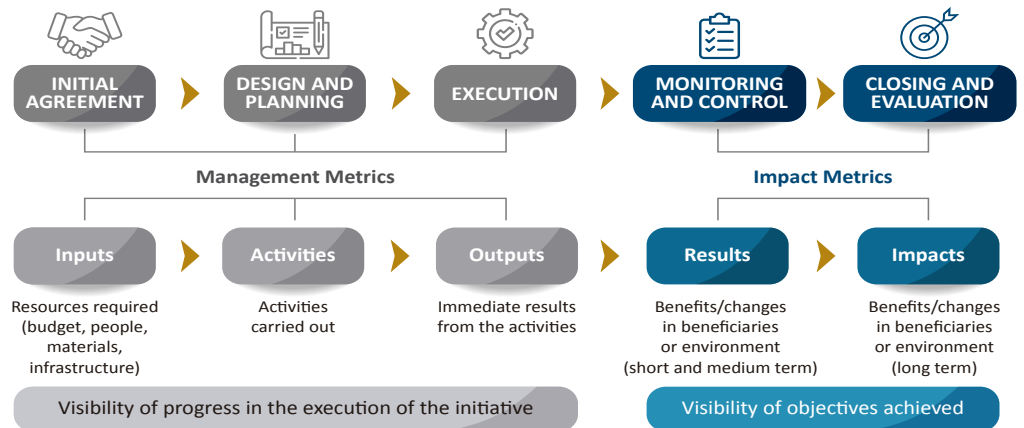 INITIAL
AGREEMENT
DESIGN AND
PLANNING
EXECUTION
MONITORING
AND CONTROL
CLOSING AND
EVALUATION
Management Metrics
Impact Metrics
Inputs
Activities
Outputs
Results
Impacts
Resources required
(budget, people,
materials,
infrastructure)
Activities
carried out
Immediate results
from the activities
Benefits/changes
in beneficiaries
or environment
(short and medium term)
Benefits/changes
in beneficiaries
or environment
(long term)
Visibility of progress in the execution of the initiative
Visibility of objectives achieved